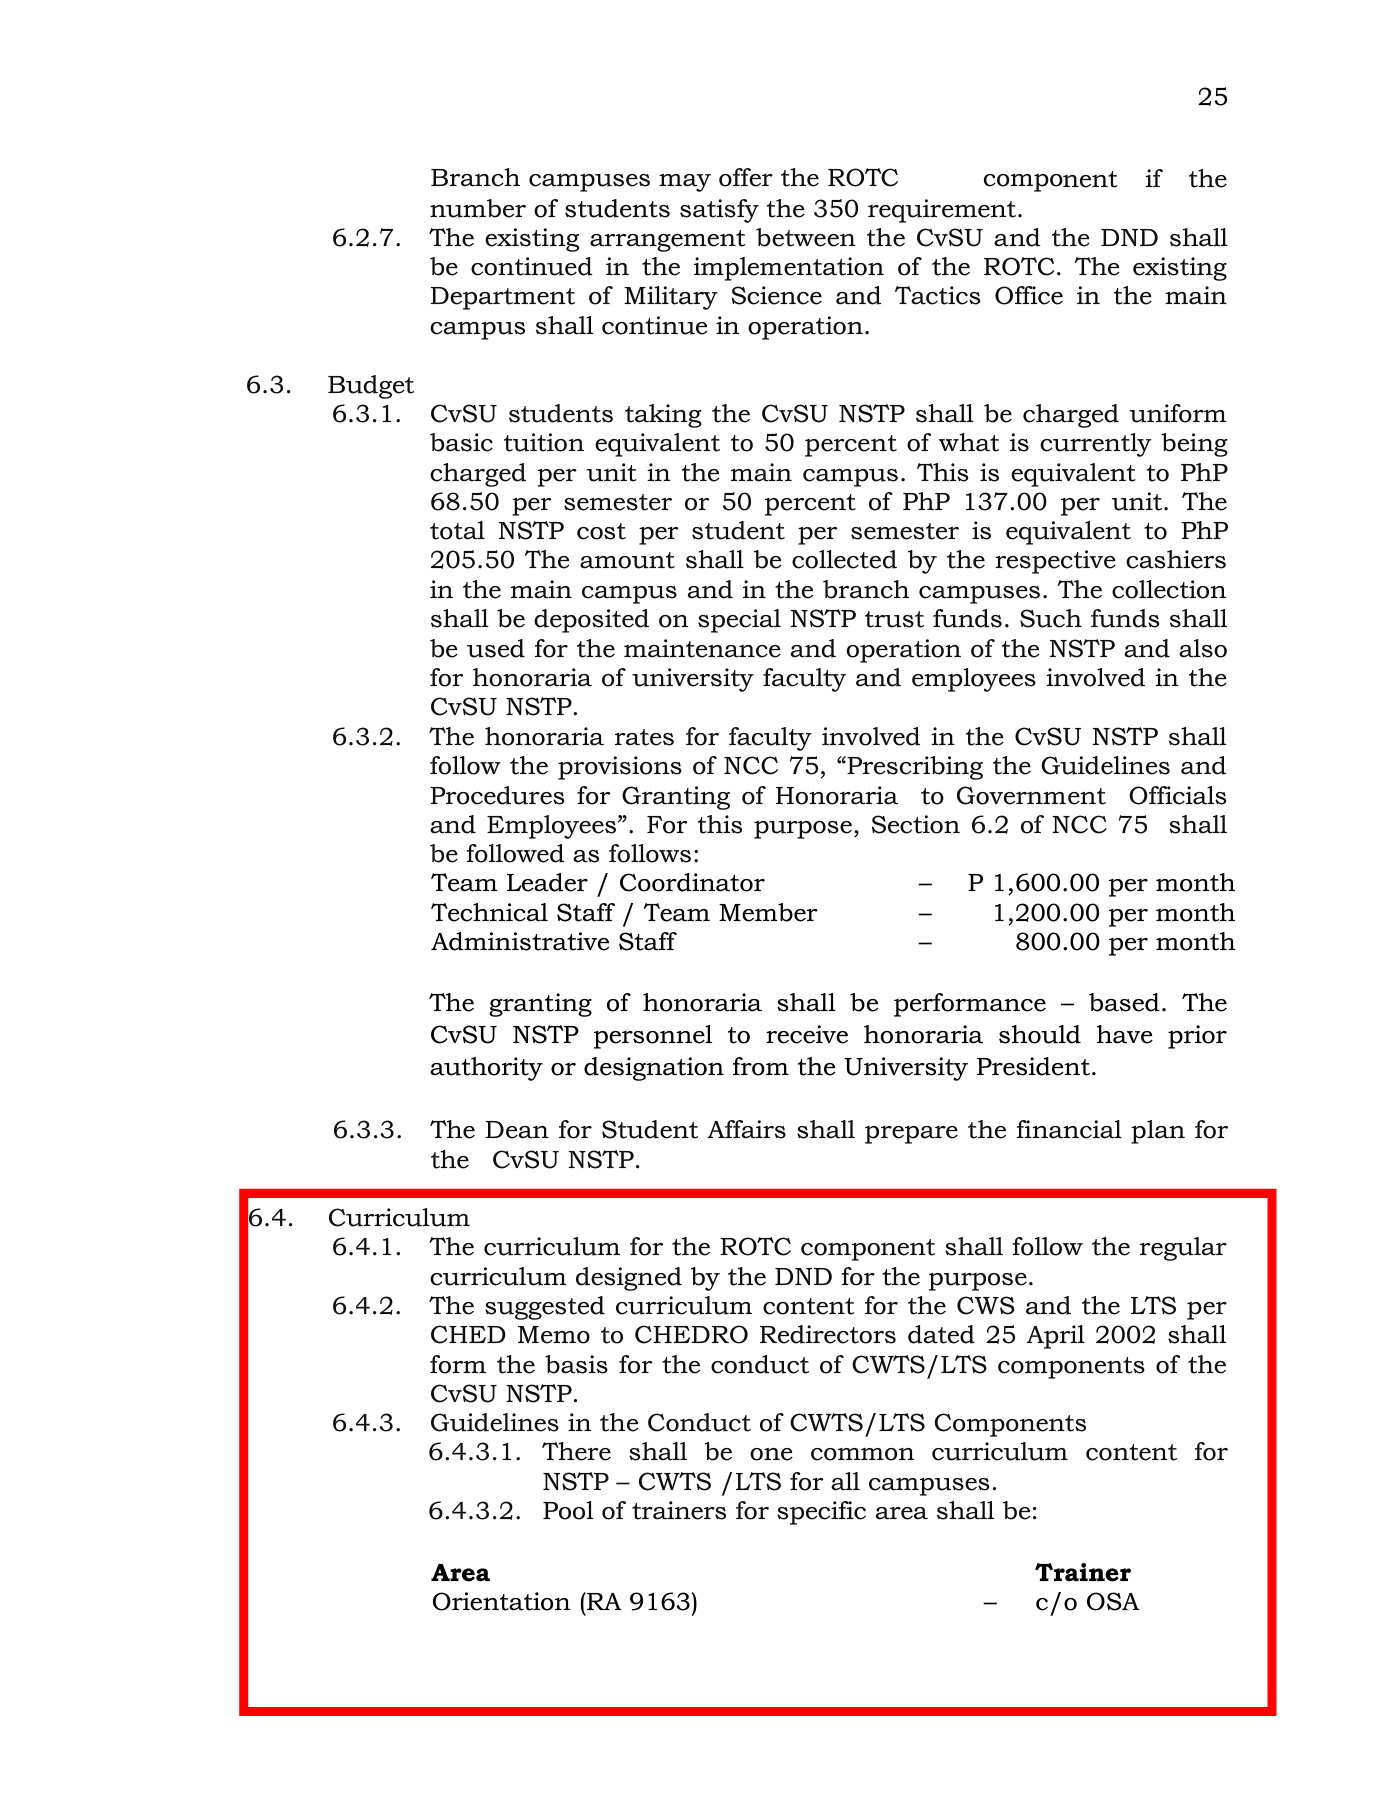 25
Branch campuses may offer the ROTC component if the
number of students satisfy the 350 requirement.
6.2.7. The existing arrangement between the CvSU and the DND shall
be continued in the implementation of the ROTC. The existing
Department of Military Science and Tactics Office in the main
campus shall continue in operation.
6.3. Budget
6.3.1. CvSU students taking the CvSU NSTP shall be charged uniform
basic tuition equivalent to 50 percent of what is currently being
charged per unit in the main campus. This is equivalent to PhP
68.50 per semester or 50 percent of PhP 137.00 per unit. The
total NSTP cost per student per semester is equivalent to PhP
205.50 The amount shall be collected by the respective cashiers
in the main campus and in the branch campuses. The collection
shall be deposited on special NSTP trust funds. Such funds shall
be used for the maintenance and operation of the NSTP and also
for honoraria of university faculty and employees involved in the
CvSU NSTP.
6.3.2. The honoraria rates for faculty involved in the CvSU NSTP shall
follow the provisions of NCC 75, “Prescribing the Guidelines and
Procedures for Granting of Honoraria to Government Officials
and Employees”. For this purpose, Section 6.2 of NCC 75 shall
be followed as follows:
Team Leader / Coordinator – P 1,600.00 per month
Technical Staff / Team Member – 1,200.00 per month
Administrative Staff – 800.00 per month
The granting of honoraria shall be performance – based. The
CvSU NSTP personnel to receive honoraria should have prior
authority or designation from the University President.
6.3.3. The Dean for Student Affairs shall prepare the financial plan for
the CvSU NSTP.
6.4. Curriculum
6.4.1. The curriculum for the ROTC component shall follow the regular
curriculum designed by the DND for the purpose.
6.4.2. The suggested curriculum content for the CWS and the LTS per
CHED Memo to CHEDRO Redirectors dated 25 April 2002 shall
form the basis for the conduct of CWTS/LTS components of the
CvSU NSTP.
6.4.3. Guidelines in the Conduct of CWTS/LTS Components
6.4.3.1. There shall be one common curriculum content for
NSTP – CWTS /LTS for all campuses.
6.4.3.2. Pool of trainers for specific area shall be:
Area Trainer
Orientation (RA 9163) – c/o OSA